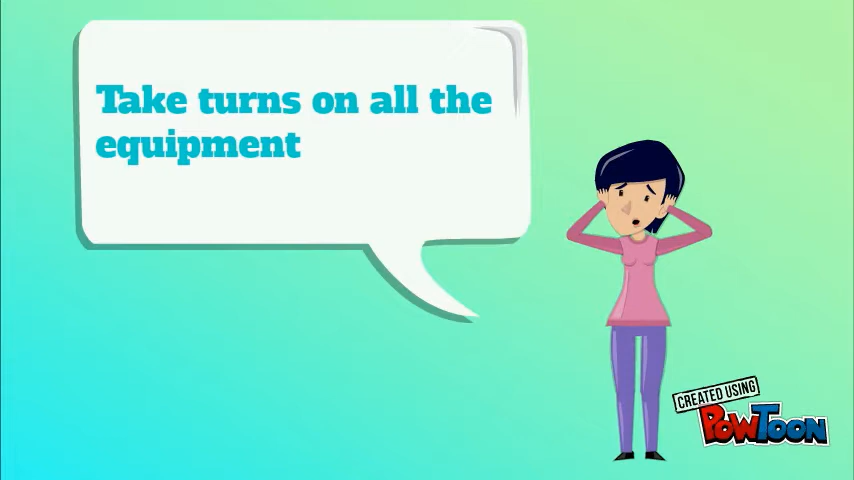 Take turns on all the
equipment
CREATED USING
POWTOON